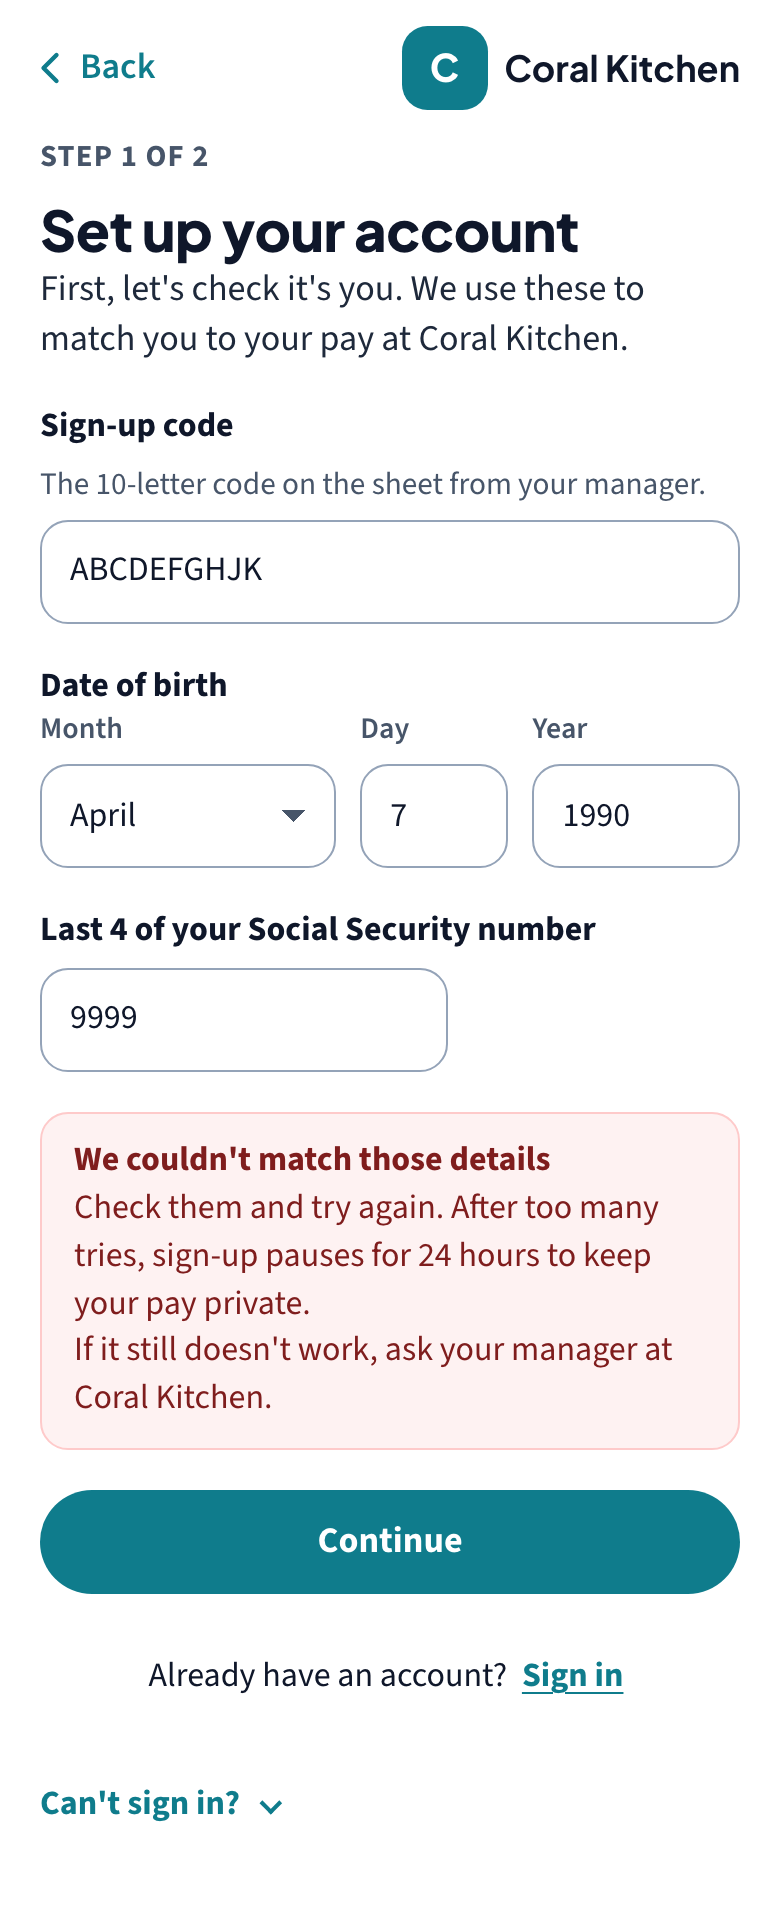 Back
C
Coral Kitchen
STEP 1 OF 2
Set up your account
First, let's check it's you. We use these to
match you to your pay at Coral Kitchen.
Sign-up code
The 10-letter code on the sheet from your manager.
ABCDEFGHJK
Date of birth
Month Day Year
April 7 1990
Last 4 of your Social Security number
9999
We couldn't match those details
Check them and try again. After too many
tries, sign-up pauses for 24 hours to keep
your pay private.
If it still doesn't work, ask your manager at
Coral Kitchen.
Continue
Already have an account? Sign in
Can't sign in?